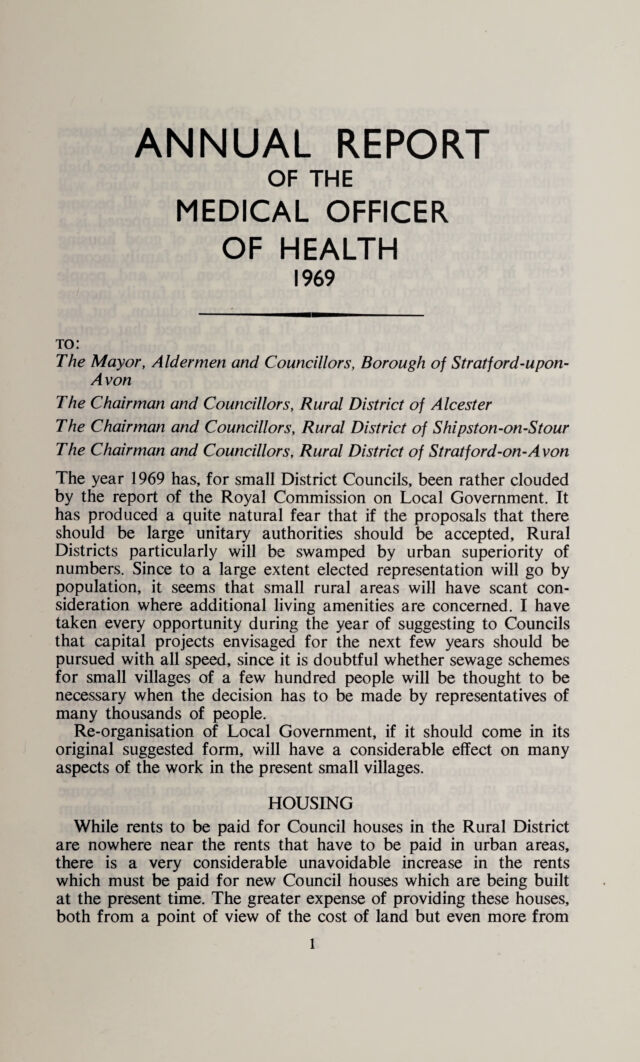 ANNUAL REPORT
OF THE
MEDICAL OFFICER
OF HEALTH
1969
TO:
The Mayor, Aldermen and Councillors, Borough of Stratford-upon-
Avon
The Chairman and Councillors, Rural District of Alcester
The Chairman and Councillors, Rural District of Shipston-on-Stour
The Chairman and Councillors, Rural District of Stratford-on-Avon
The year 1969 has, for small District Councils, been rather clouded
by the report of the Royal Commission on Local Government. It
has produced a quite natural fear that if the proposals that there
should be large unitary authorities should be accepted, Rural
Districts particularly will be swamped by urban superiority of
numbers. Since to a large extent elected representation will go by
population, it seems that small rural areas will have scant con-
sideration where additional living amenities are concerned. I have
taken every opportunity during the year of suggesting to Councils
that capital projects envisaged for the next few years should be
pursued with all speed, since it is doubtful whether sewage schemes
for small villages of a few hundred people will be thought to be
necessary when the decision has to be made by representatives of
many thousands of people.
Re-organisation of Local Government, if it should come in its
original suggested form, will have a considerable effect on many
aspects of the work in the present small villages.
HOUSING
While rents to be paid for Council houses in the Rural District
are nowhere near the rents that have to be paid in urban areas,
there is a very considerable unavoidable increase in the rents
which must be paid for new Council houses which are being built
at the present time. The greater expense of providing these houses,
both from a point of view of the cost of land but even more from
1